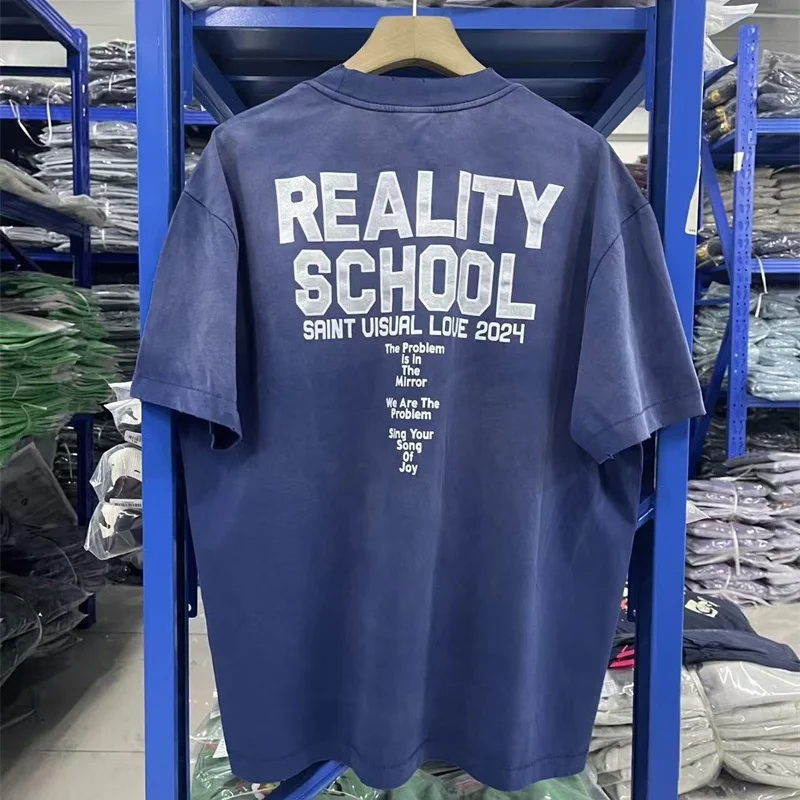 REALITY
SCHOOL
SAINT VISUAL LOVE 2024
The Problem
Is in
The
Mirror
We Are The
Problem
Sing Your
Song
Of
Joy